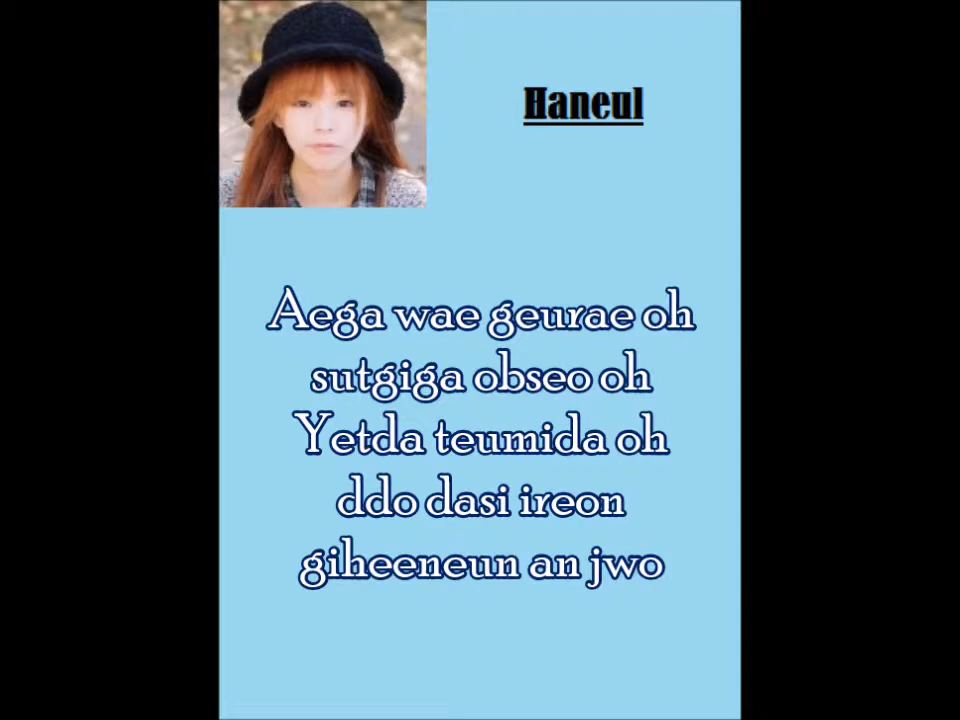 Haneul
Aega wae geurae oh
sutgiga obseo oh
Yetda teumida oh
ddo dasi ireon
giheeneun an jwo